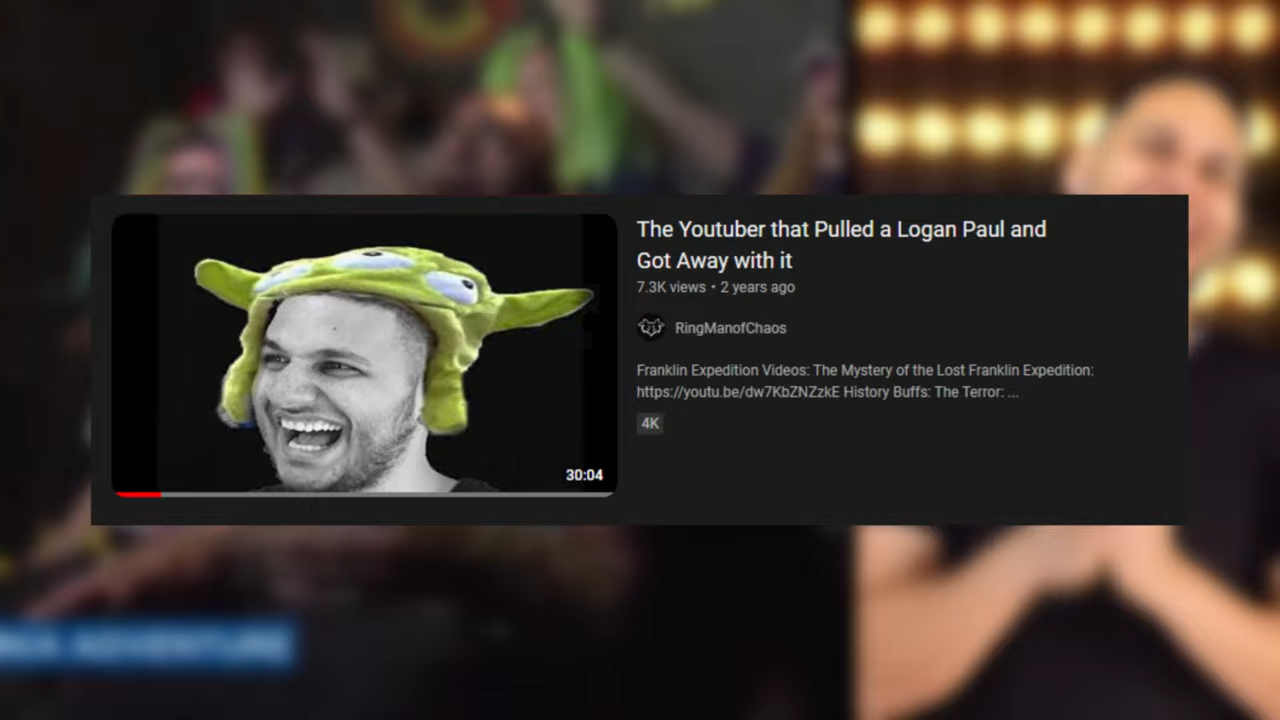 The Youtuber that Pulled a Logan Paul and
Got Away with it
7.3K views • 2 years ago
RingManofChaos
Franklin Expedition Videos: The Mystery of the Lost Franklin Expedition:
https://youtu.be/dw7KbZNZzkE History Buffs: The Terror: ...
4K
30:04
ADVENTURE